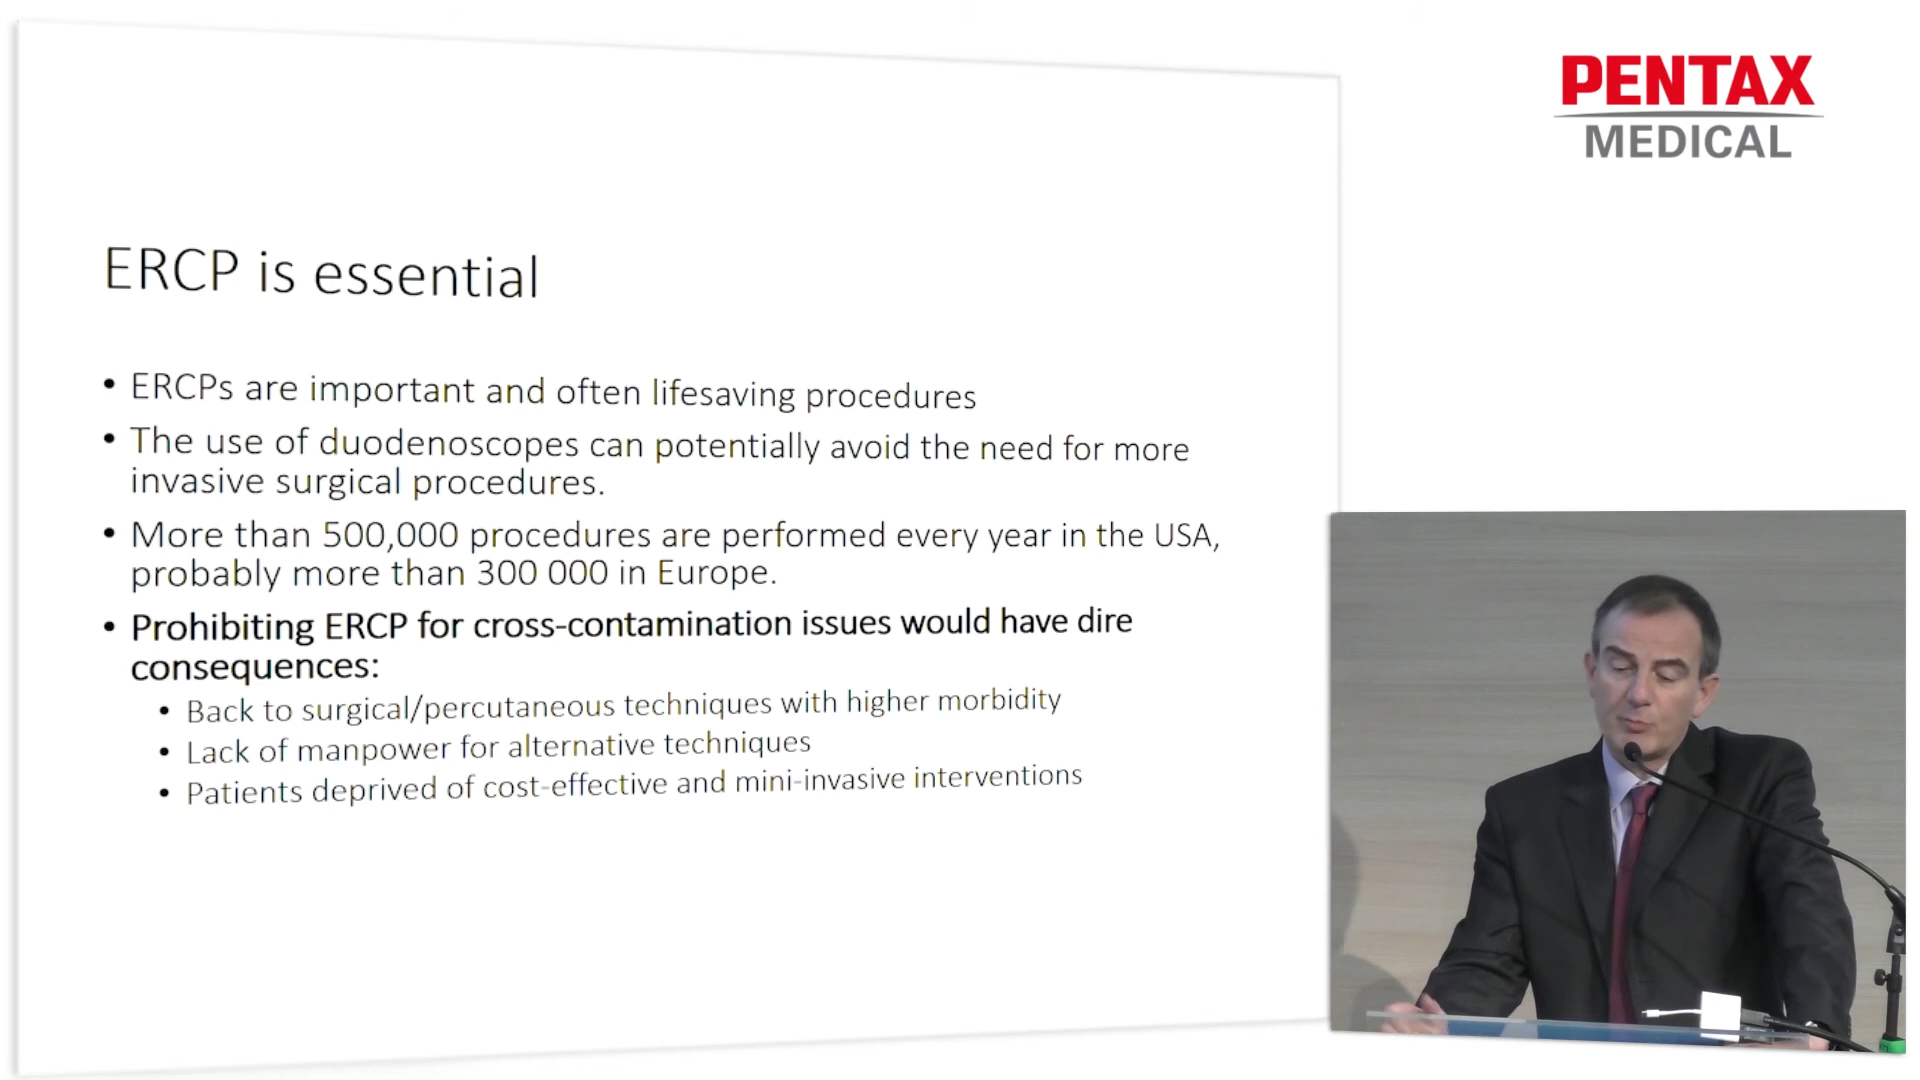 PENTAX
MEDICAL
ERCP is essential
• ERCPs are important and often lifesaving procedures
• The use of duodenoscopes can potentially avoid the need for more
invasive surgical procedures.
• More than 500,000 procedures are performed every year in the USA,
probably more than 300 000 in Europe.
• Prohibiting ERCP for cross-contamination issues would have dire
consequences:
• Back to surgical/percutaneous techniques with higher morbidity
• Lack of manpower for alternative techniques
• Patients deprived of cost-effective and mini-invasive interventions